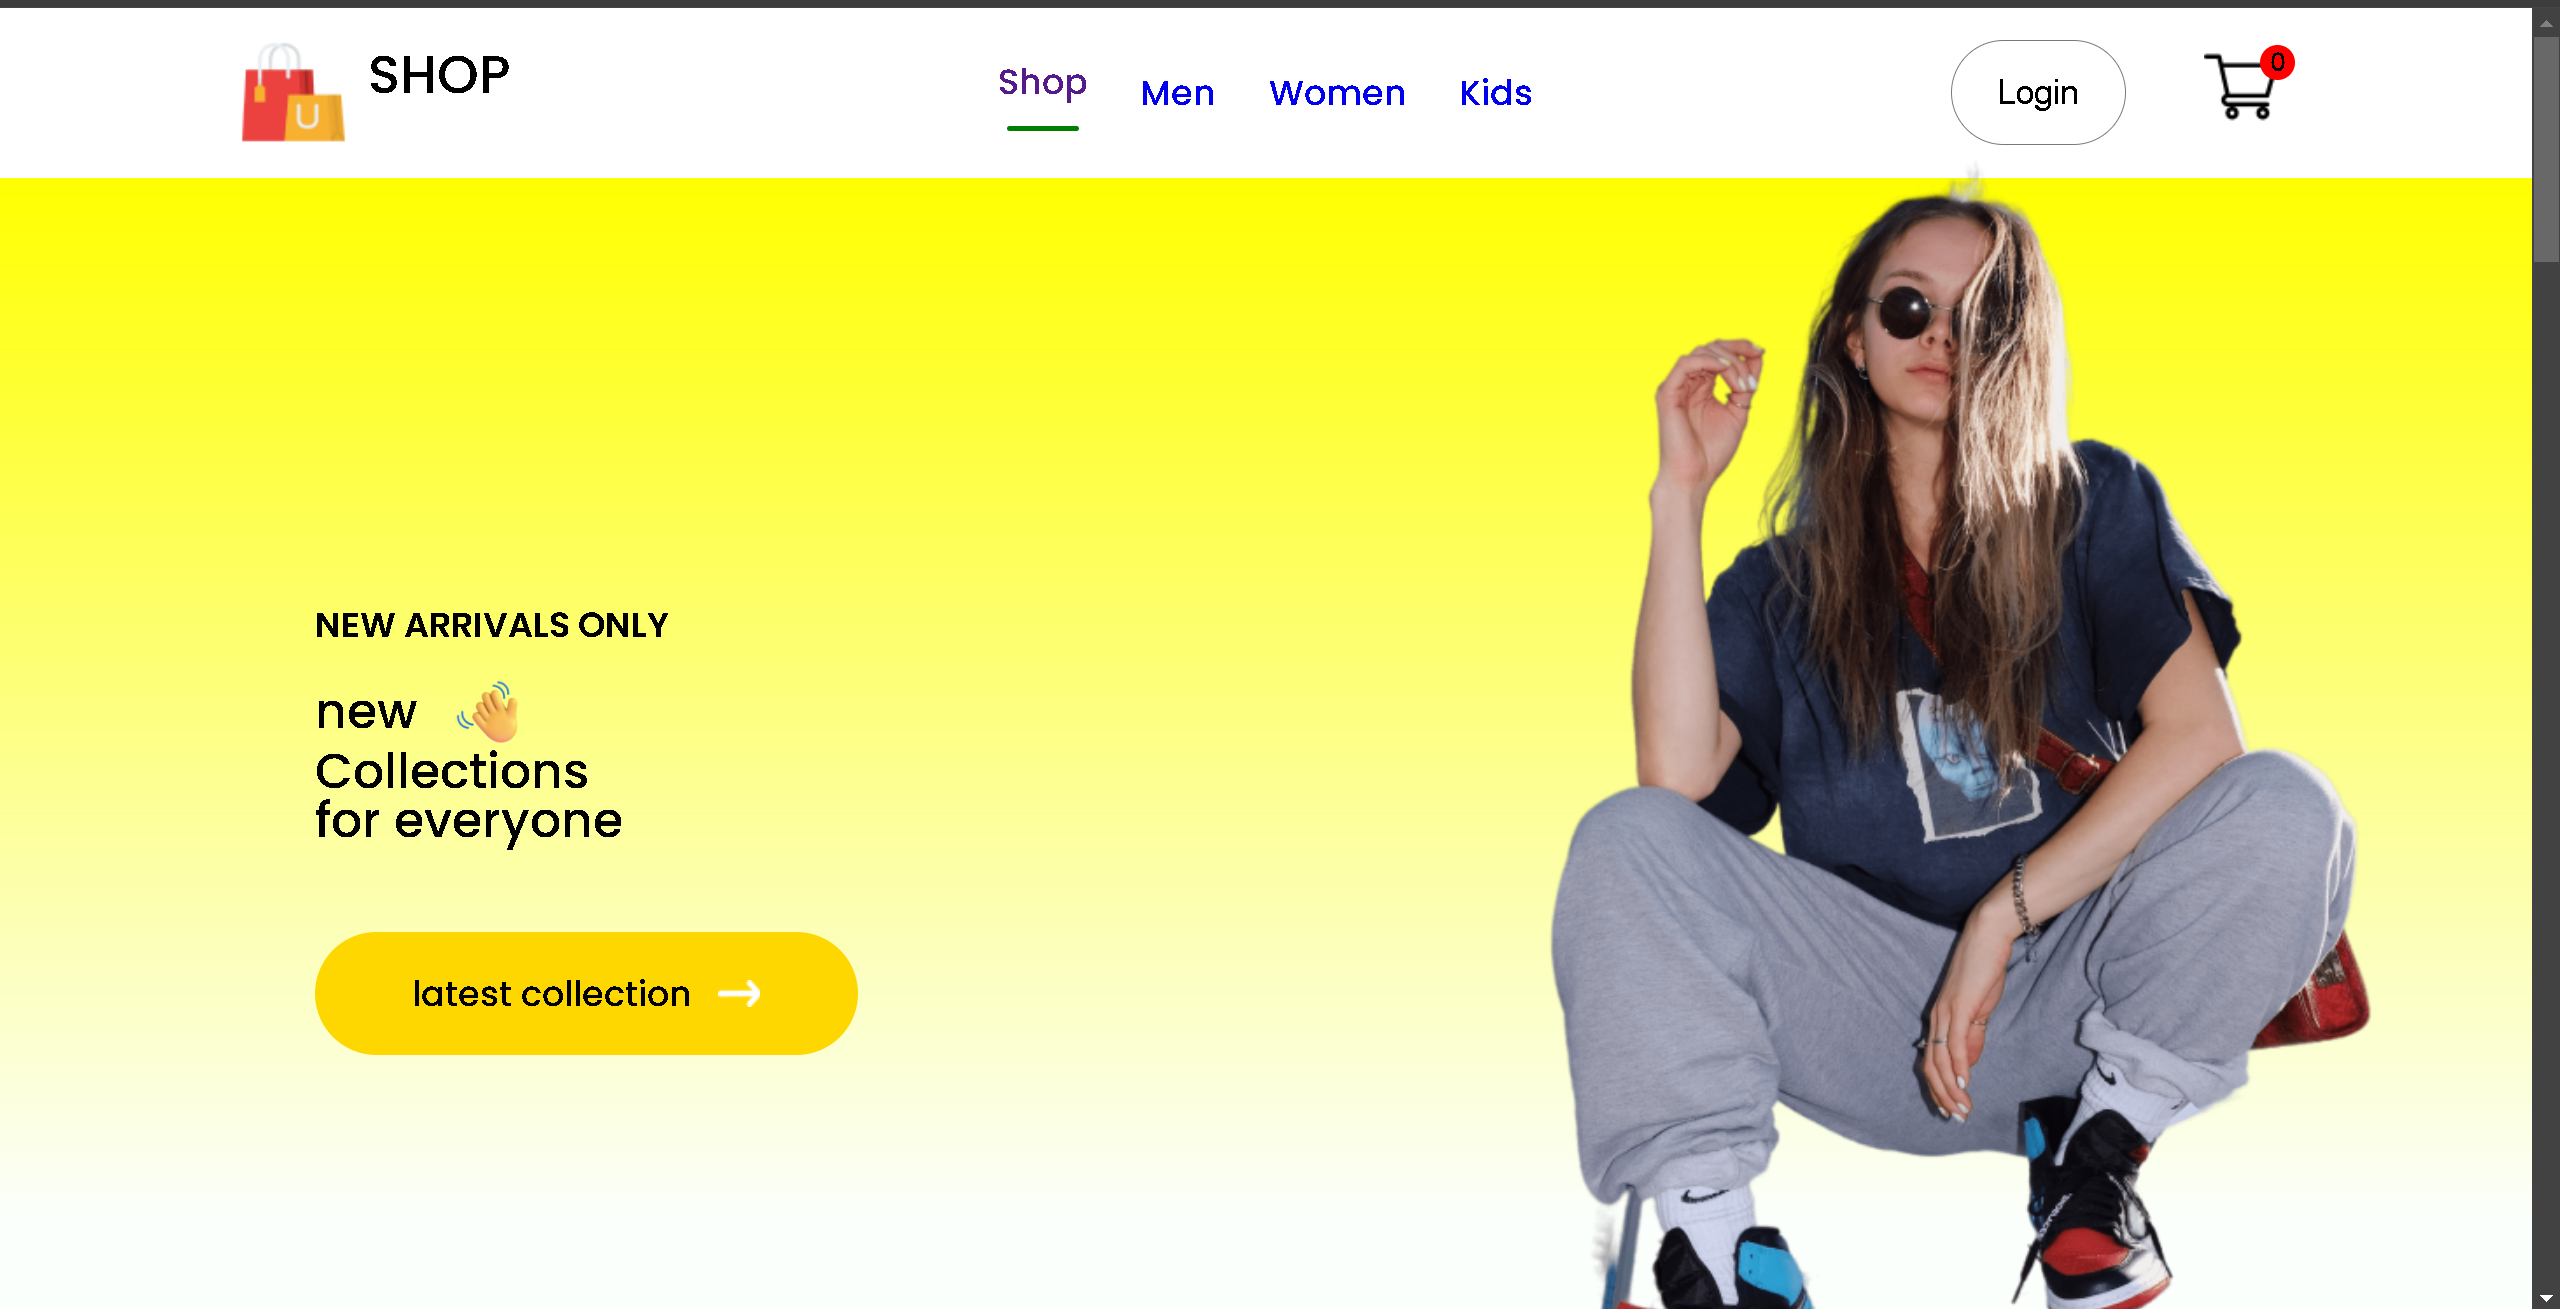 SHOP
Shop
Men
Women
Kids
Login
0
NEW ARRIVALS ONLY
new
Collections
for everyone
latest collection